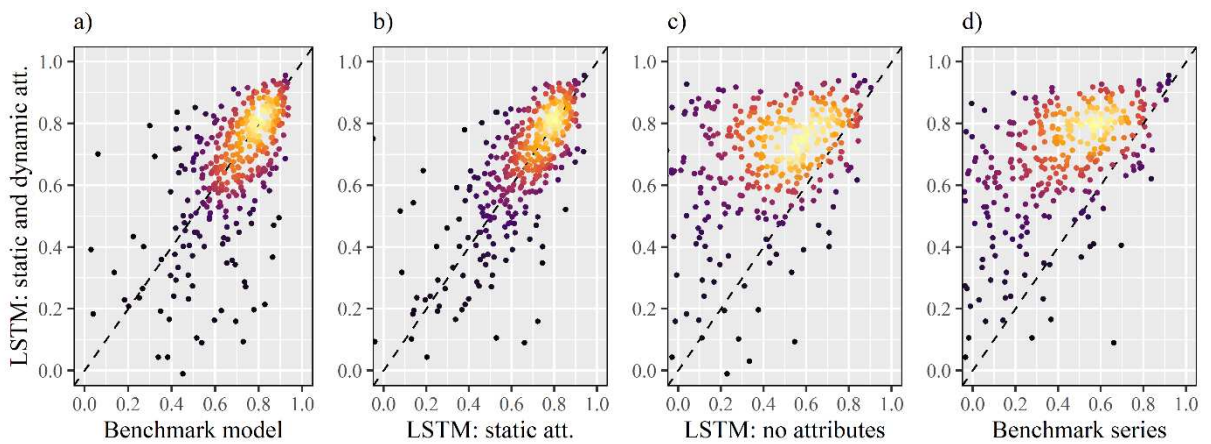 a) b) c) d)
LSTM: static and dynamic att.
1.0 1.0 1.0 1.0
0.8 0.8 0.8 0.8
0.6 0.6 0.6 0.6
0.4 0.4 0.4 0.4
0.2 0.2 0.2 0.2
0.0 0.0 0.0 0.0
0.0 0.2 0.4 0.6 0.8 1.0 0.0 0.2 0.4 0.6 0.8 1.0 0.0 0.2 0.4 0.6 0.8 1.0 0.0 0.2 0.4 0.6 0.8 1.0
Benchmark model LSTM: static att. LSTM: no attributes Benchmark series